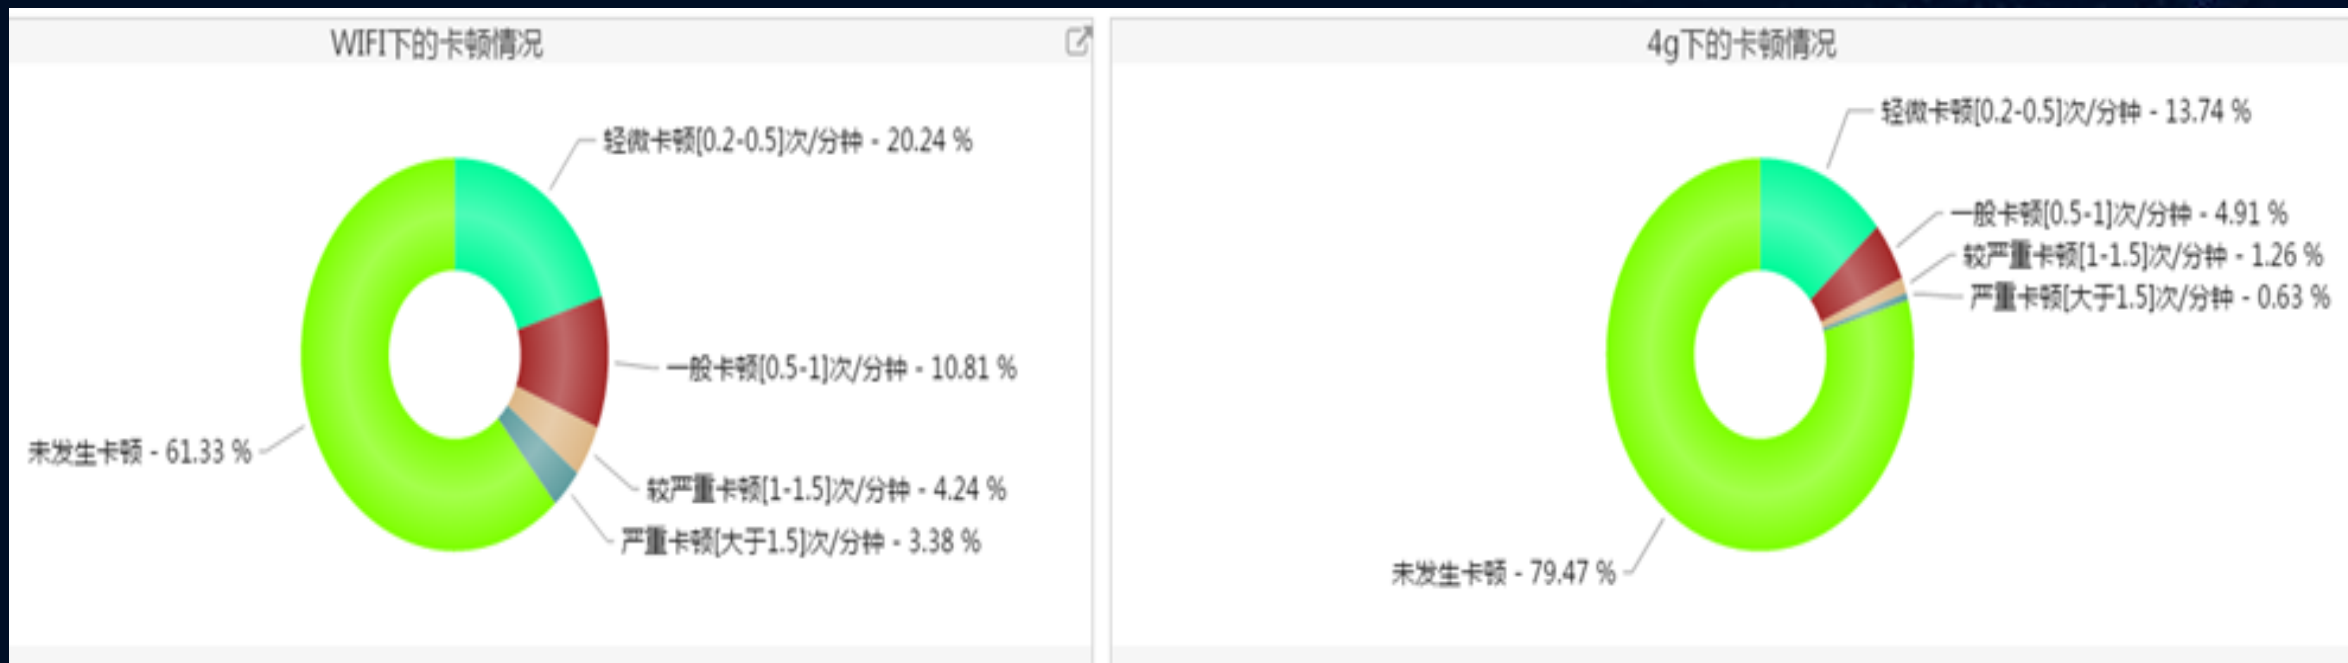 WIFI下的卡顿情况
轻微卡顿[0.2-0.5]次/分钟 - 20.24 %
一般卡顿[0.5-1]次/分钟 - 10.81 %
未发生卡顿 - 61.33 %
较严重卡顿[1-1.5]次/分钟 - 4.24 %
严重卡顿[大于1.5]次/分钟 - 3.38 %
4g下的卡顿情况
轻微卡顿[0.2-0.5]次/分钟 - 13.74 %
一般卡顿[0.5-1]次/分钟 - 4.91 %
较严重卡顿[1-1.5]次/分钟 - 1.26 %
严重卡顿[大于1.5]次/分钟 - 0.63 %
未发生卡顿 - 79.47 %